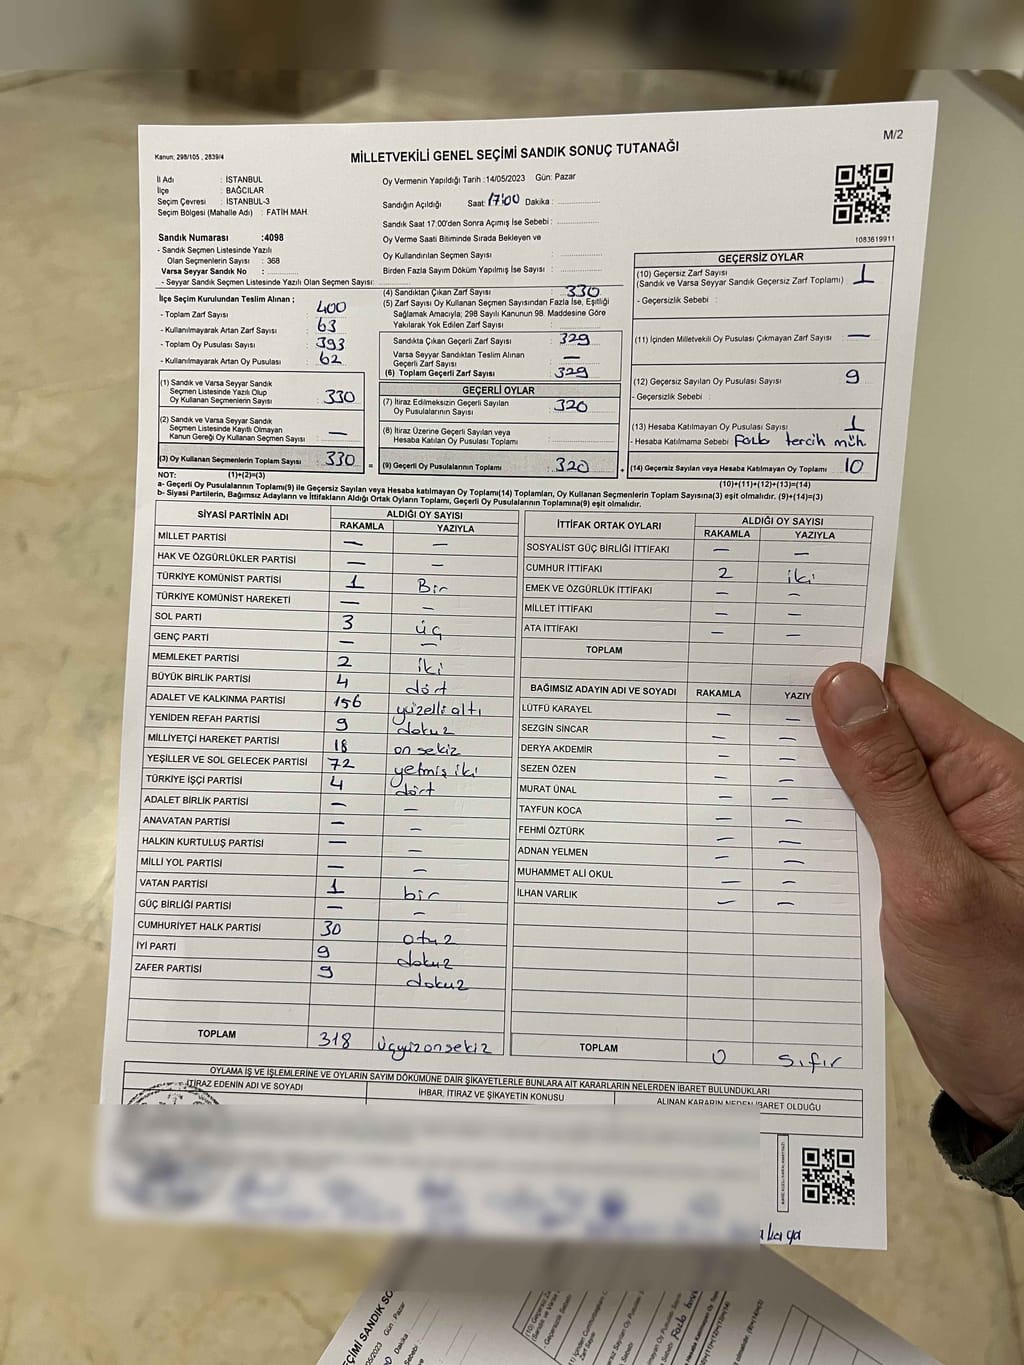 M/2
Kanun: 298/105 , 2839/4
MİLLETVEKİLİ GENEL SEÇİMİ SANDIK SONUÇ TUTANAĞI
İl Adı : İSTANBUL
İlçe : BAĞCILAR
Seçim Çevresi : İSTANBUL-3
Seçim Bölgesi (Mahalle Adı) : FATİH MAH.
Sandık Numarası :4098
- Sandık Seçmen Listesinde Yazılı
Olan Seçmenlerin Sayısı : 368
Varsa Seyyar Sandık No :
- Seyyar Sandık Seçmen Listesinde Yazılı Olan Seçmen Sayısı:
Oy Vermenin Yapıldığı Tarih :14/05/2023 Gün: Pazar
Sandığın Açıldığı Saat: 17:00 Dakika :
Sandık Saat 17.00'den Sonra Açımış İse Sebebi :
Oy Verme Saati Bitiminde Sırada Bekleyen ve
Oy Kullandırılan Seçmen Sayısı :
Birden Fazla Sayım Döküm Yapılmış İse Sayısı :
1083619911
İlçe Seçim Kurulundan Teslim Alınan ;
- Toplam Zarf Sayısı : 400
- Kullanılmayarak Artan Zarf Sayısı : 63
- Toplam Oy Pusulası Sayısı : 393
- Kullanılmayarak Artan Oy Pusulası : 62
(1) Sandık ve Varsa Seyyar Sandık
Seçmen Listesinde Yazılı Olup
Oy Kullanan Seçmenlerin Sayısı : 330
(2) Sandık ve Varsa Seyyar Sandık
Seçmen Listesinde Kayıtlı Olmayan
Kanun Gereği Oy Kullanan Seçmen Sayısı : —
(3) Oy Kullanan Seçmenlerin Toplam Sayısı : 330
(1)+(2)=(3)
(4) Sandıktan Çıkan Zarf Sayısı : 330
(5) Zarf Sayısı Oy Kullanan Seçmen Sayısından Fazla İse, Eşitliği
Sağlamak Amacıyla; 298 Sayılı Kanunun 98. Maddesine Göre
Yakılarak Yok Edilen Zarf Sayısı :
Sandıkta Çıkan Geçerli Zarf Sayısı : 329
Varsa Seyyar Sandıktan Teslim Alınan
Geçerli Zarf Sayısı : —
(6) Toplam Geçerli Zarf Sayısı : 329
GEÇERLİ OYLAR
(7) İtiraz Edilmeksizin Geçerli Sayılan
Oy Pusulalarının Sayısı : 320
(8) İtiraz Üzerine Geçerli Sayılan veya
Hesaba Katılan Oy Pusulası Toplamı :
= (9) Geçerli Oy Pusulalarının Toplamı : 320 +
GEÇERSİZ OYLAR
(10) Geçersiz Zarf Sayısı
(Sandık ve Varsa Seyyar Sandık Geçersiz Zarf Toplamı) : 1
- Geçersizlik Sebebi :
(11) İçinden Milletvekili Oy Pusulası Çıkmayan Zarf Sayısı : —
(12) Geçersiz Sayılan Oy Pusulası Sayısı : 9
- Geçersizlik Sebebi :
(13) Hesaba Katılmayan Oy Pusulası Sayısı : 1
- Hesaba Katılmama Sebebi tercih müh.
(14) Geçersiz Sayılan veya Hesaba Katılmayan Oy Toplamı : 10
(10)+(11)+(12)+(13)=(14)
NOT:
a- Geçerli Oy Pusulalarının Toplamı(9) ile Geçersiz Sayılan veya Hesaba katılmayan Oy Toplamı(14) Toplamları, Oy Kullanan Seçmenlerin Toplam Sayısına(3) eşit olmalıdır. (9)+(14)=(3)
b- Siyasi Partilerin, Bağımsız Adayların ve İttifakların Aldığı Ortak Oyların Toplamı, Geçerli Oy Pusulalarının Toplamına(9) eşit olmalıdır.
SİYASİ PARTİNİN ADI
ALDIĞI OY SAYISI
RAKAMLA YAZIYLA
MİLLET PARTİSİ — —
HAK VE ÖZGÜRLÜKLER PARTİSİ — —
TÜRKİYE KOMÜNİST PARTİSİ 1 Bir
TÜRKİYE KOMÜNİST HAREKETİ — —
SOL PARTİ 3 üç
GENÇ PARTİ — —
MEMLEKET PARTİSİ 2 iki
BÜYÜK BİRLİK PARTİSİ 4 dört
ADALET VE KALKINMA PARTİSİ 156 yüzelli altı
YENİDEN REFAH PARTİSİ 9 dokuz
MİLLİYETÇİ HAREKET PARTİSİ 18 on sekiz
YEŞİLLER VE SOL GELECEK PARTİSİ 72 yetmiş iki
TÜRKİYE İŞÇİ PARTİSİ 4 dört
ADALET BİRLİK PARTİSİ — —
ANAVATAN PARTİSİ — —
HALKIN KURTULUŞ PARTİSİ — —
MİLLİ YOL PARTİSİ — —
VATAN PARTİSİ 1 bir
GÜÇ BİRLİĞİ PARTİSİ — —
CUMHURİYET HALK PARTİSİ 30 otuz
İYİ PARTİ 9 dokuz
ZAFER PARTİSİ 9 dokuz
TOPLAM 318 üçyüzonsekiz
İTTİFAK ORTAK OYLARI
ALDIĞI OY SAYISI
RAKAMLA YAZIYLA
SOSYALİST GÜÇ BİRLİĞİ İTTİFAKI — —
CUMHUR İTTİFAKI 2 iki
EMEK VE ÖZGÜRLÜK İTTİFAKI — —
MİLLET İTTİFAKI — —
ATA İTTİFAKI — —
TOPLAM
BAĞIMSIZ ADAYIN ADI VE SOYADI RAKAMLA
LÜTFÜ KARAYEL — —
SEZGİN SİNCAR — —
DERYA AKDEMİR — —
SEZEN ÖZEN — —
MURAT ÜNAL — —
TAYFUN KOCA — —
FEHMİ ÖZTÜRK — —
ADNAN YELMEN — —
MUHAMMET ALİ OKUL — —
İLHAN VARLIK — —
TOPLAM 0 sıfır
OYLAMA İŞ VE İŞLEMLERİNE VE OYLARIN SAYIM DÖKÜMÜNE DAİR ŞİKAYETLERLE BUNLARA AİT KARARLARIN NELERDEN İBARET BULUNDUKLARI
İTİRAZ EDENİN ADI VE SOYADI
İHBAR, İTİRAZ VE ŞİKAYETİN KONUSU
ALINAN KARARIN NEDEN İBARET OLDUĞU